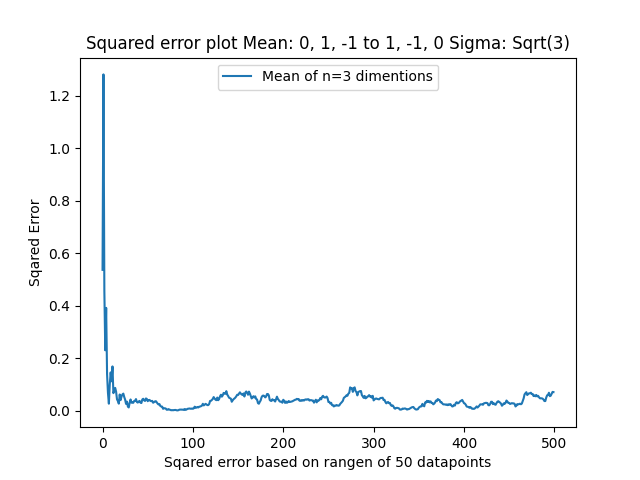 Squared error plot Mean: 0, 1, -1 to 1, -1, 0 Sigma: Sqrt(3)
Mean of n=3 dimentions
1.2
1.0
0.8
0.6
0.4
0.2
0.0
Sqared Error
0 100 200 300 400 500
Sqared error based on rangen of 50 datapoints